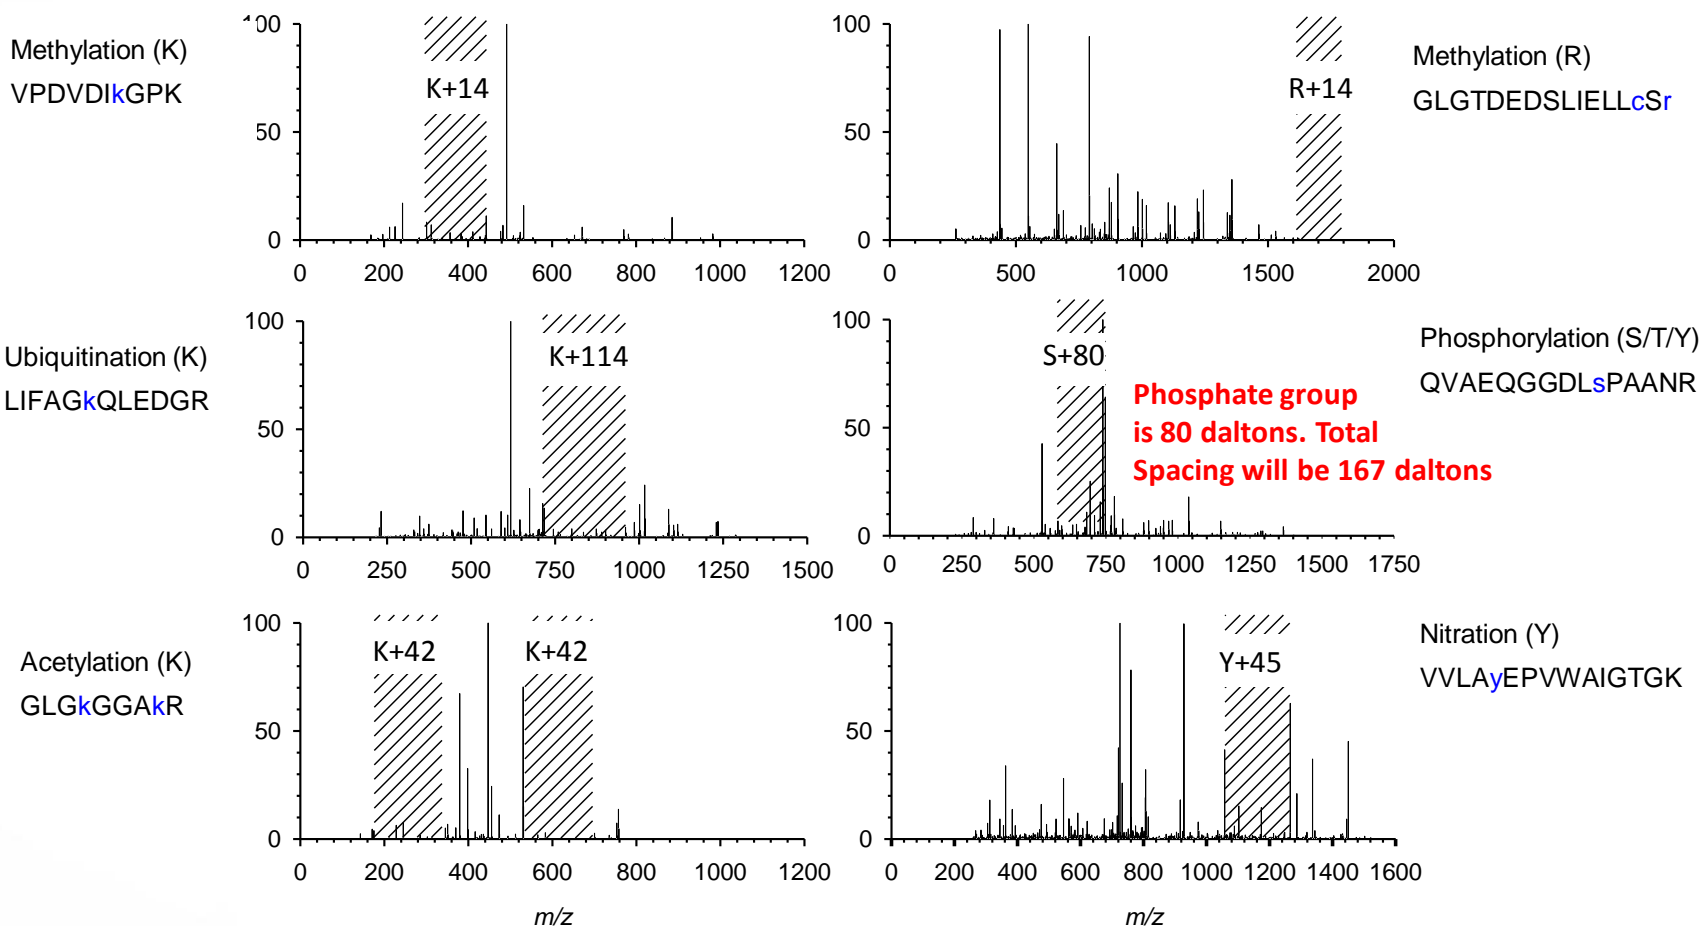 Methylation (K)
VPDVDIkGPK
100
50
0
K+14
0 200 400 600 800 1000 1200
100
50
0
R+14
0 500 1000 1500 2000
Methylation (R)
GLGTDEDSLIELLcSr
Ubiquitination (K)
LIFAGkQLEDGR
100
50
0
K+114
0 250 500 750 1000 1250 1500
100
50
0
S+80
Phosphate group
is 80 daltons. Total
Spacing will be 167 daltons
0 250 500 750 1000 1250 1500 1750
Phosphorylation (S/T/Y)
QVAEQGGDLsPAANR
Acetylation (K)
GLGkGGAkR
100
50
0
K+42 K+42
0 200 400 600 800 1000 1200
m/z
100
50
0
Y+45
0 200 400 600 800 1000 1200 1400 1600
m/z
Nitration (Y)
VVLAyEPVWAIGTGK